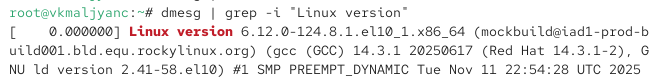 root@vkmaljyanc:~# dmesg | grep -i "Linux version"
[    0.000000] Linux version 6.12.0-124.8.1.el10_1.x86_64 (mockbuild@iad1-prod-b
uild001.bld.equ.rockylinux.org) (gcc (GCC) 14.3.1 20250617 (Red Hat 14.3.1-2), G
NU ld version 2.41-58.el10) #1 SMP PREEMPT_DYNAMIC Tue Nov 11 22:54:28 UTC 2025